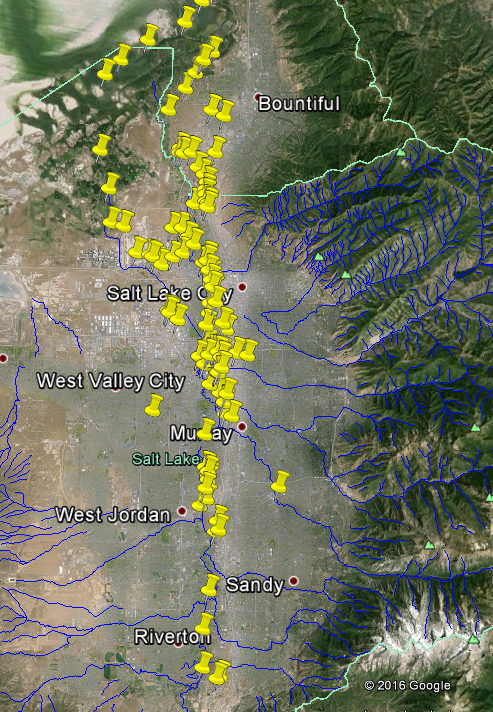 Bountiful
Salt Lake City
West Valley City
Murray
Salt Lake
West Jordan
Sandy
Riverton
© 2016 Google